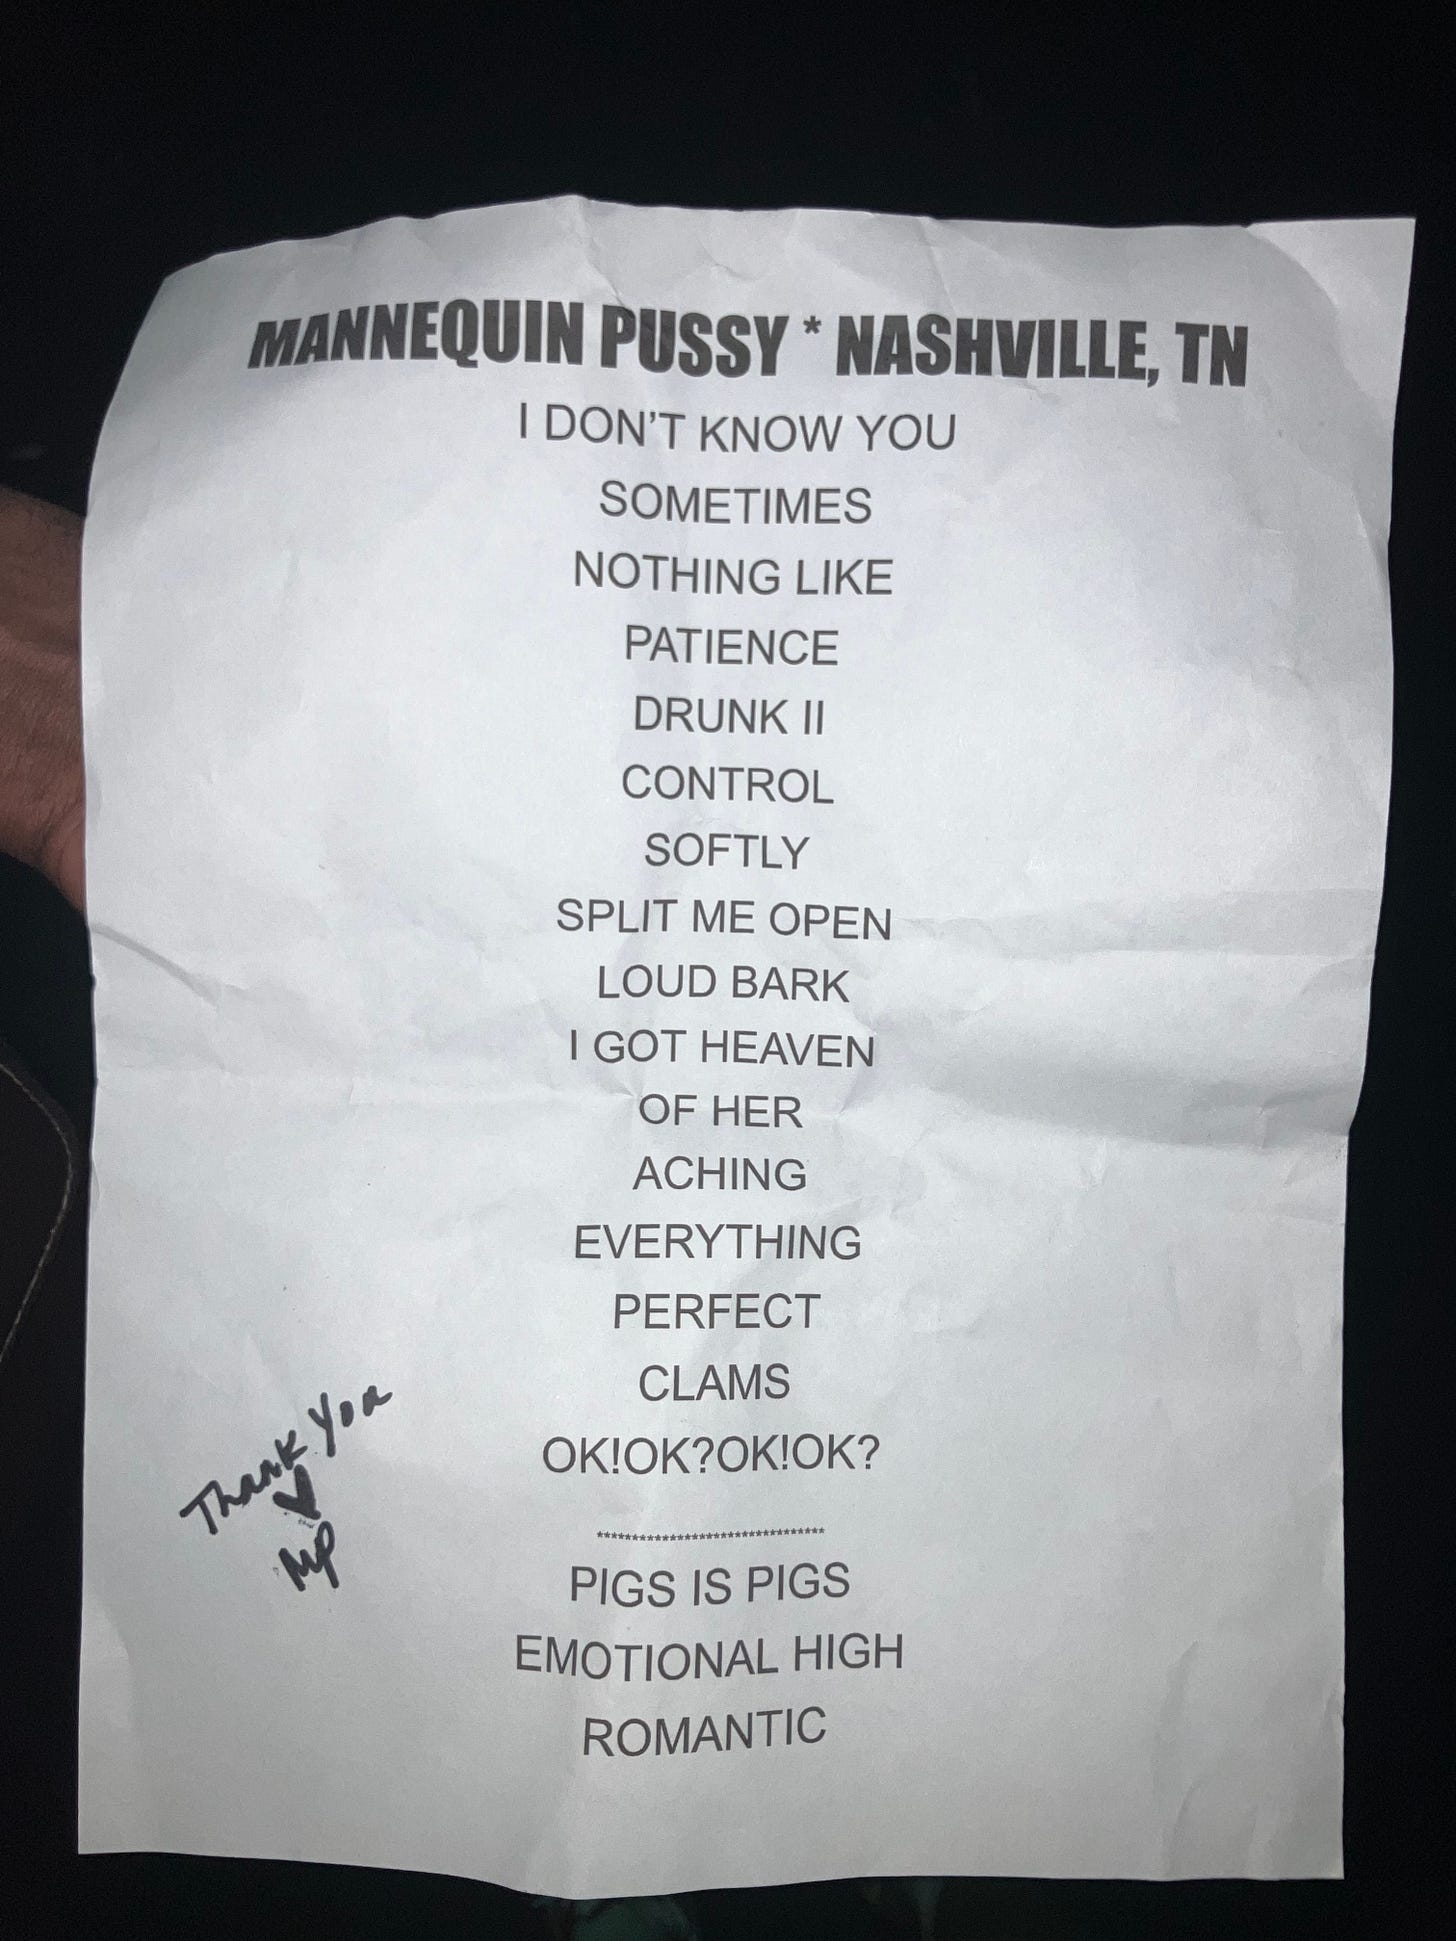 MANNEQUIN PUSSY * NASHVILLE, TN
I DON'T KNOW YOU
SOMETIMES
NOTHING LIKE
PATIENCE
DRUNK II
CONTROL
SOFTLY
SPLIT ME OPEN
LOUD BARK
I GOT HEAVEN
OF HER
ACHING
EVERYTHING
PERFECT
CLAMS
OK!OK?OK!OK?
********************************
PIGS IS PIGS
EMOTIONAL HIGH
ROMANTIC
Thank You
♥
MP